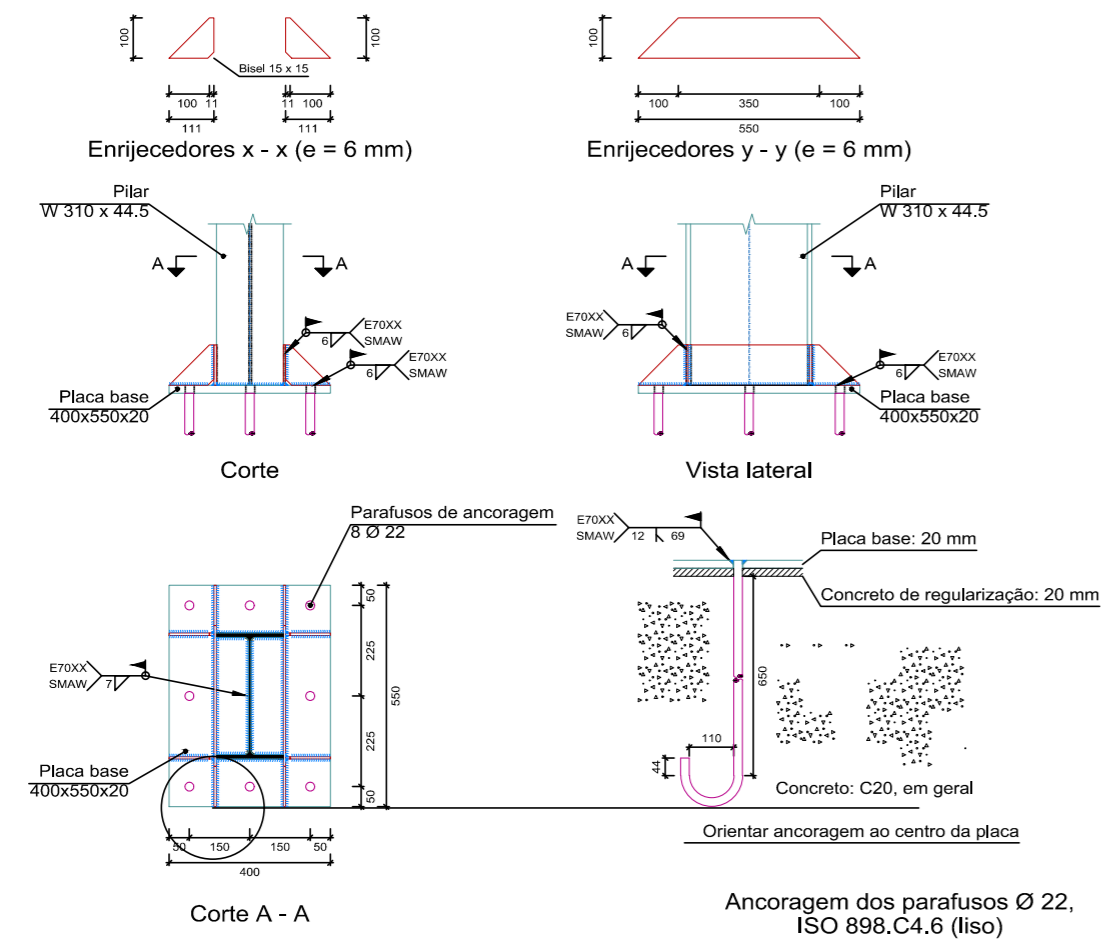 100
100
Bisel 15 x 15
100 11
11 100
111
111
Enrijecedores x - x (e = 6 mm)
100
100 350 100
550
Enrijecedores y - y (e = 6 mm)
Pilar
W 310 x 44.5
A A
E70XX
SMAW
6
E70XX
SMAW
6
Placa base
400x550x20
Corte
Pilar
W 310 x 44.5
A A
E70XX
SMAW
6
E70XX
SMAW
6
Placa base
400x550x20
Vista lateral
Parafusos de ancoragem
8 Ø 22
E70XX
SMAW
7
Placa base
400x550x20
50
225
225
50
550
50 150 150 50
400
Corte A - A
E70XX
SMAW
12 69
Placa base: 20 mm
Concreto de regularização: 20 mm
650
110
44
Concreto: C20, em geral
Orientar ancoragem ao centro da placa
Ancoragem dos parafusos Ø 22,
ISO 898.C4.6 (liso)